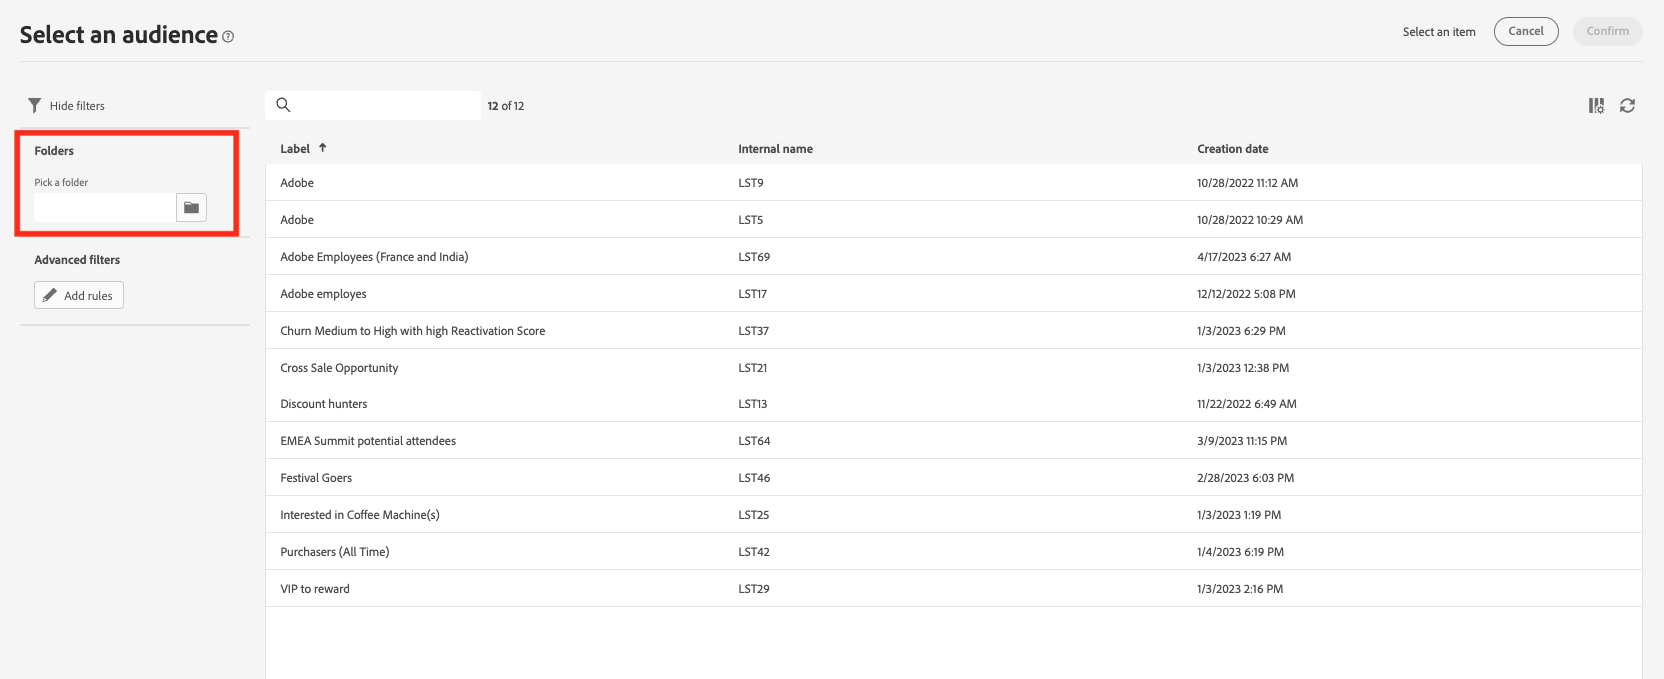 Select an audience
Select an item
Cancel
Confirm
Hide filters
12 of 12
Folders
Pick a folder
Advanced filters
Add rules
Label Internal name Creation date
Adobe LST9 10/28/2022 11:12 AM
Adobe LST5 10/28/2022 10:29 AM
Adobe Employees (France and India) LST69 4/17/2023 6:27 AM
Adobe employes LST17 12/12/2022 5:08 PM
Churn Medium to High with high Reactivation Score LST37 1/3/2023 6:29 PM
Cross Sale Opportunity LST21 1/3/2023 12:38 PM
Discount hunters LST13 11/22/2022 6:49 AM
EMEA Summit potential attendees LST64 3/9/2023 11:15 PM
Festival Goers LST46 2/28/2023 6:03 PM
Interested in Coffee Machine(s) LST25 1/3/2023 1:19 PM
Purchasers (All Time) LST42 1/4/2023 6:19 PM
VIP to reward LST29 1/3/2023 2:16 PM